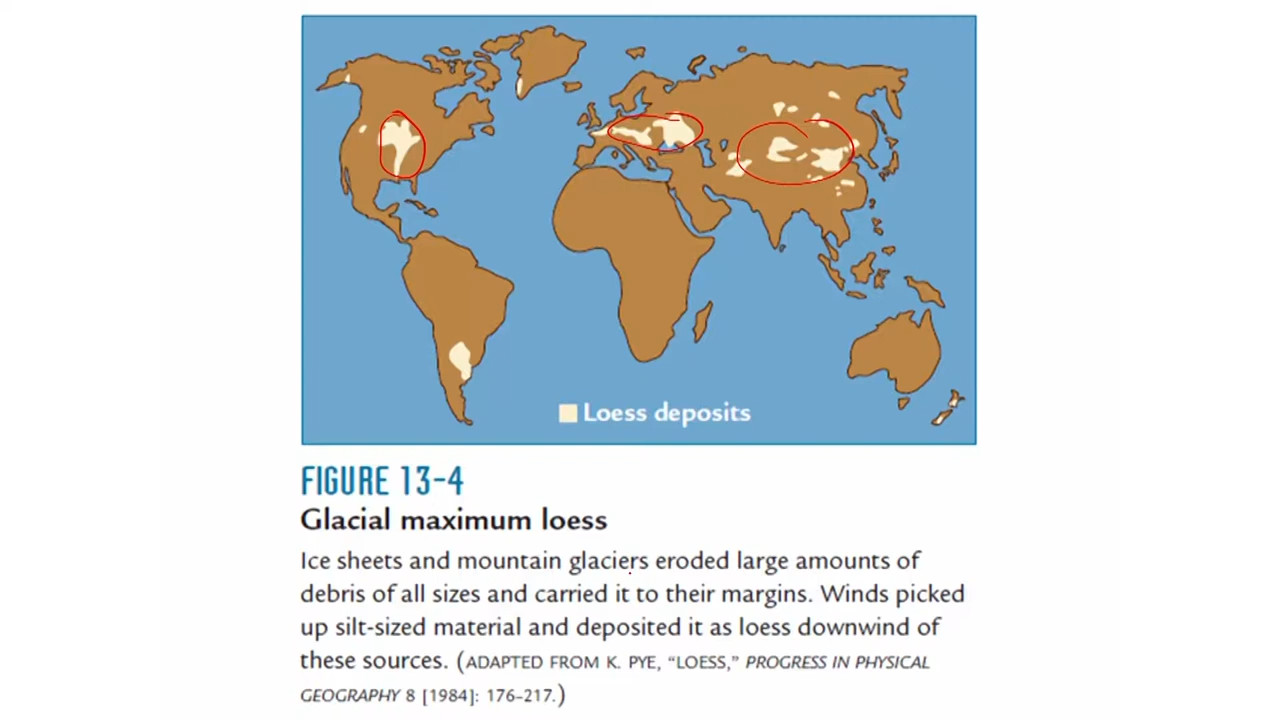 Loess deposits
FIGURE 13-4
Glacial maximum loess
Ice sheets and mountain glaciers eroded large amounts of
debris of all sizes and carried it to their margins. Winds picked
up silt-sized material and deposited it as loess downwind of
these sources. (ADAPTED FROM K. PYE, “LOESS,” PROGRESS IN PHYSICAL
GEOGRAPHY 8 [1984]: 176–217.)